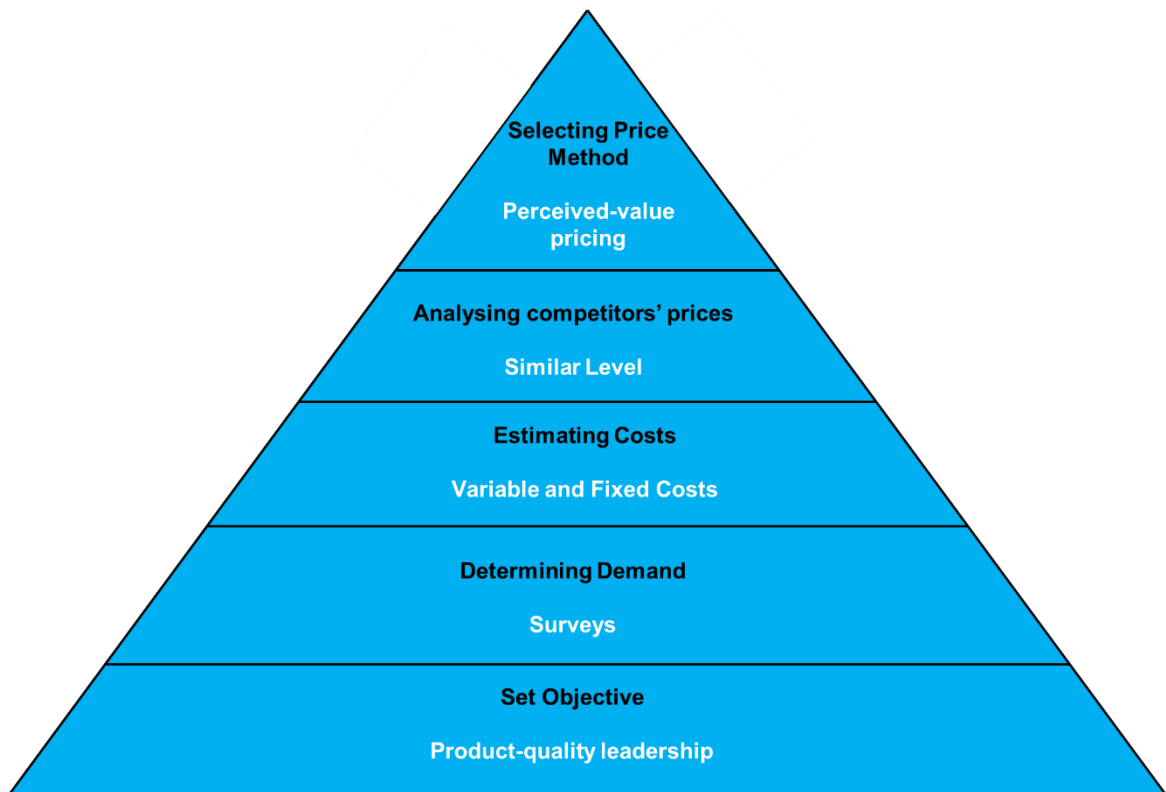 Selecting Price
Method
Perceived-value
pricing
Analysing competitors’ prices
Similar Level
Estimating Costs
Variable and Fixed Costs
Determining Demand
Surveys
Set Objective
Product-quality leadership